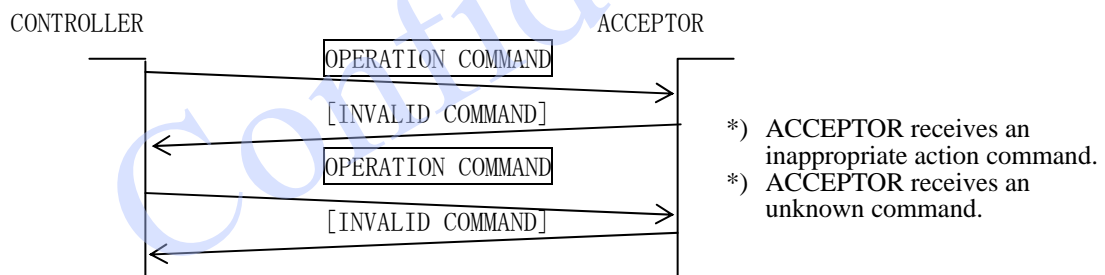 CONTROLLER
ACCEPTOR
OPERATION COMMAND
[INVALID COMMAND]
*) ACCEPTOR receives an
inappropriate action command.
OPERATION COMMAND
*) ACCEPTOR receives an
unknown command.
[INVALID COMMAND]
Confid